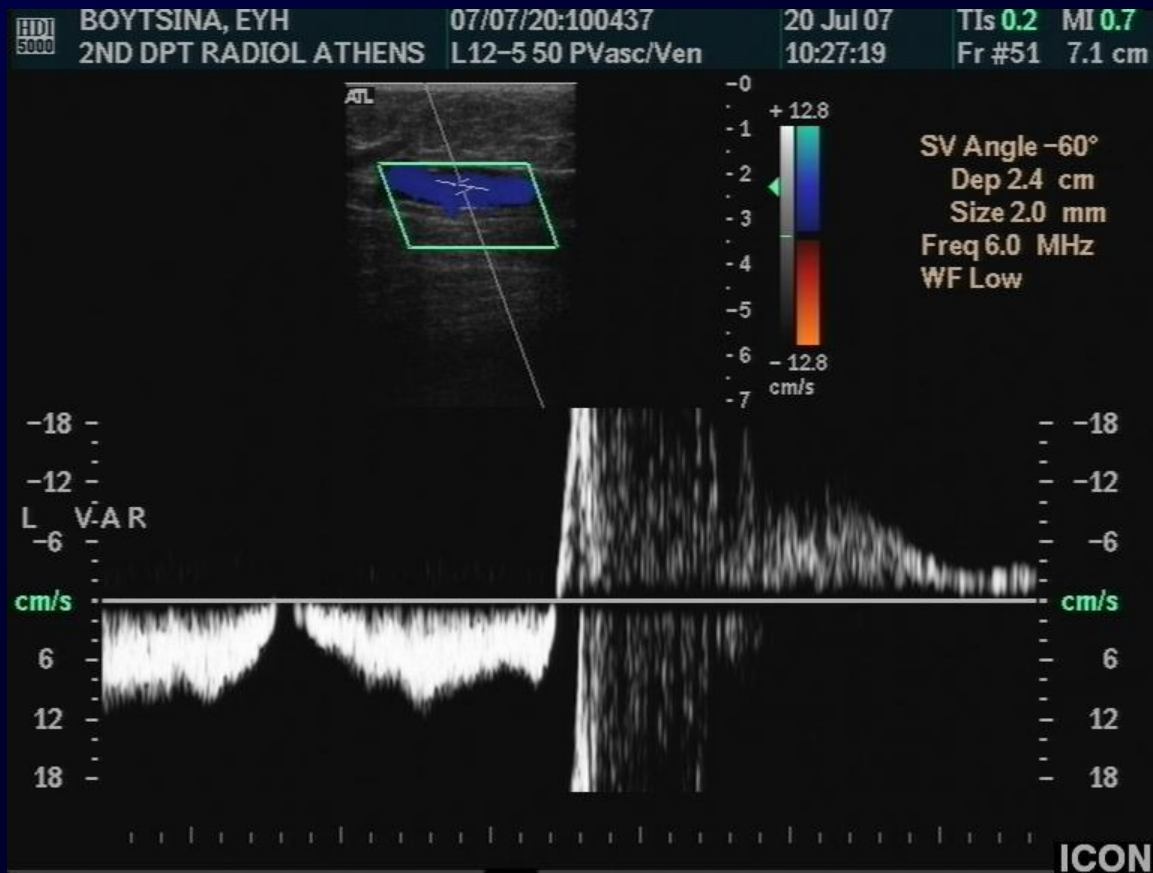 HDI 5000
BOYTSINA, EYH 07/07/20:100437 20 Jul 07 TIs 0.2 MI 0.7
2ND DPT RADIOL ATHENS L12-5 50 PVasc/Ven 10:27:19 Fr #51 7.1 cm
ATL
0
1
2
3
4
5
6
7
+ 12.8
- 12.8
cm/s
SV Angle -60°
Dep 2.4 cm
Size 2.0 mm
Freq 6.0 MHz
WF Low
-18 -18
-12 -12
L V-A R
-6 -6
cm/s cm/s
6 6
12 12
18 18
ICON